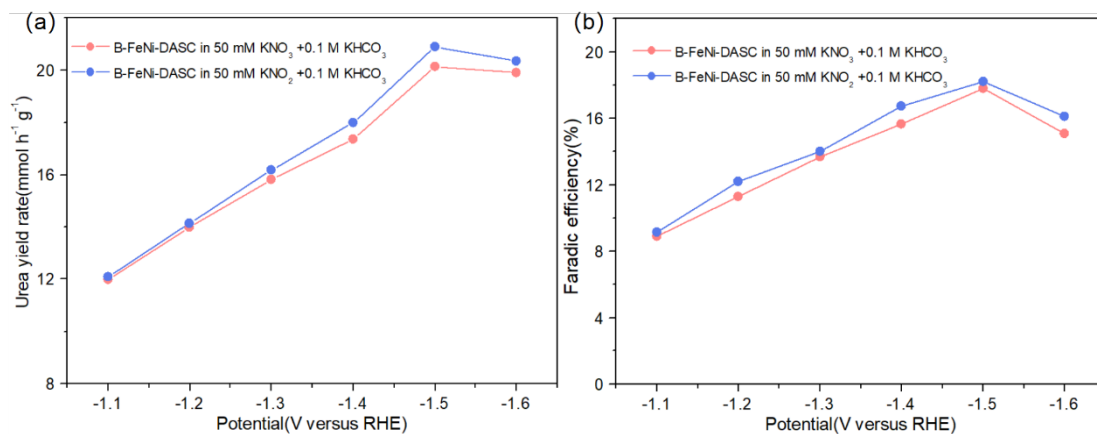 (a)
B-FeNi-DASC in 50 mM KNO₃ +0.1 M KHCO₃
B-FeNi-DASC in 50 mM KNO₂ +0.1 M KHCO₃
Urea yield rate(mmol h⁻¹ g⁻¹)
20
16
12
8
-1.1 -1.2 -1.3 -1.4 -1.5 -1.6
Potential(V versus RHE)
(b)
B-FeNi-DASC in 50 mM KNO₃ +0.1 M KHCO₃
B-FeNi-DASC in 50 mM KNO₂ +0.1 M KHCO₃
Faradic efficiency(%)
20
16
12
8
4
0
-1.1 -1.2 -1.3 -1.4 -1.5 -1.6
Potential(V versus RHE)